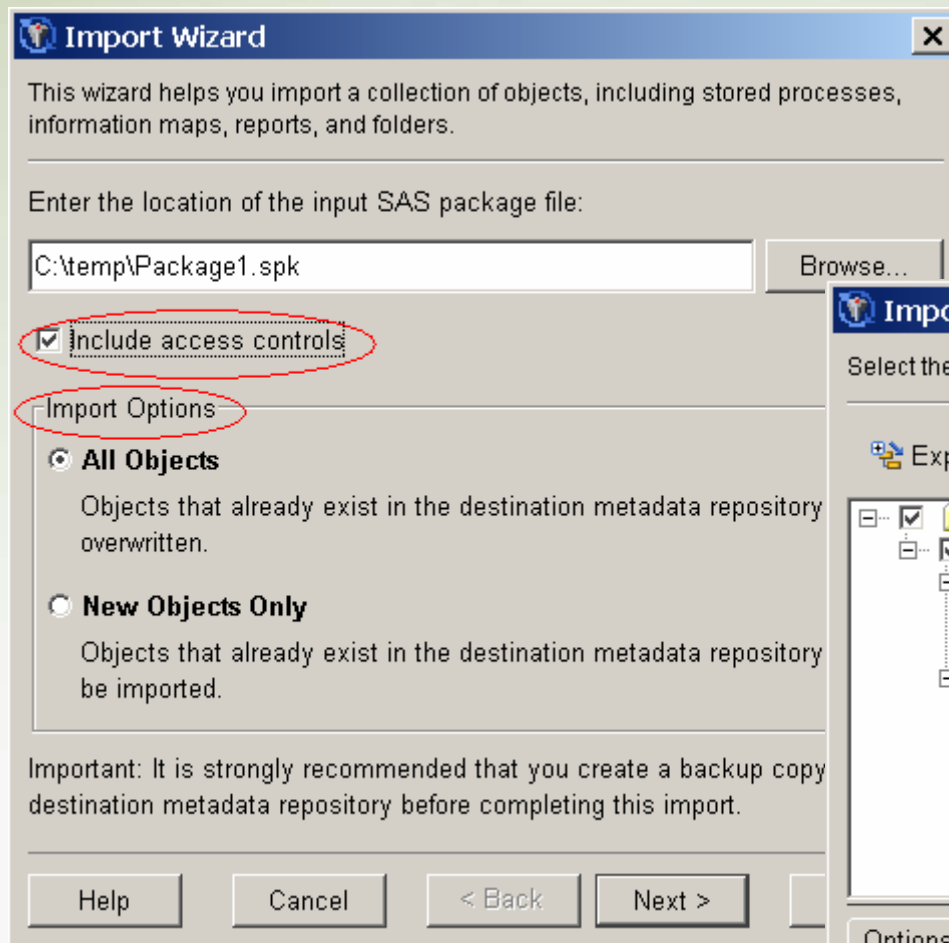 Import Wizard
This wizard helps you import a collection of objects, including stored processes,
information maps, reports, and folders.
Enter the location of the input SAS package file:
C:\temp\Package1.spk
Browse...
Include access controls
Import Options
All Objects
Objects that already exist in the destination metadata repository
overwritten.
New Objects Only
Objects that already exist in the destination metadata repository
be imported.
Important: It is strongly recommended that you create a backup copy
destination metadata repository before completing this import.
Help
Cancel
< Back
Next >
Impo
Select the
Exp
Options